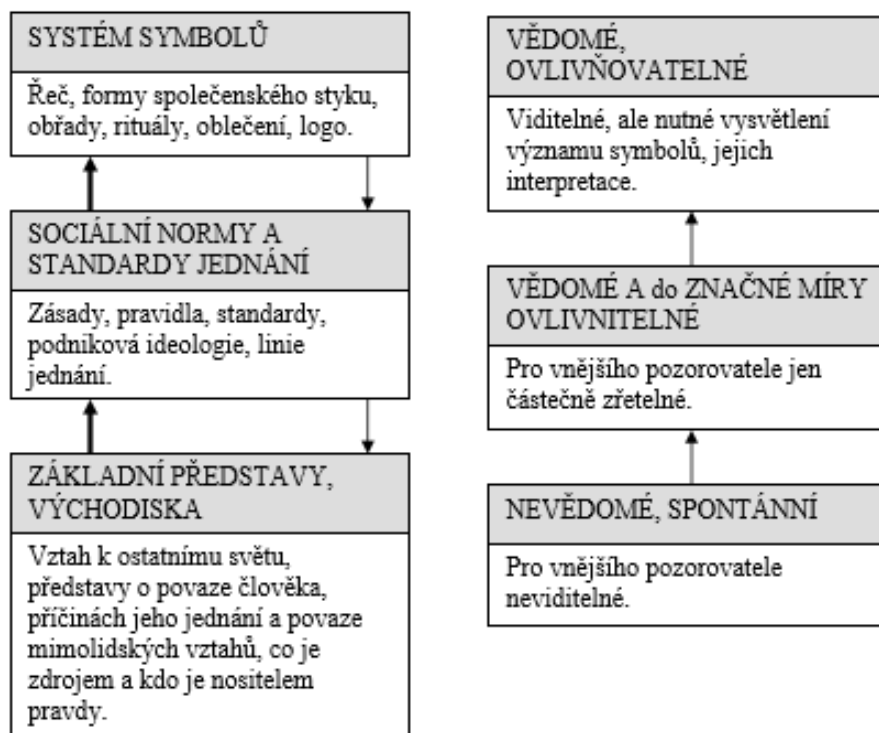 SYSTÉM SYMBOLŮ
Řeč, formy společenského styku,
obřady, rituály, oblečení, logo.
SOCIÁLNÍ NORMY A
STANDARDY JEDNÁNÍ
Zásady, pravidla, standardy,
podniková ideologie, linie
jednání.
ZÁKLADNÍ PŘEDSTAVY,
VÝCHODISKA
Vztah k ostatnímu světu,
představy o povaze člověka,
příčinách jeho jednání a povaze
mimolidských vztahů, co je
zdrojem a kdo je nositelem
pravdy.
VĚDOMÉ,
OVLIVŇOVATELNÉ
Viditelné, ale nutné vysvětlení
významu symbolů, jejich
interpretace.
VĚDOMÉ A do ZNAČNÉ MÍRY
OVLIVNITELNÉ
Pro vnějšího pozorovatele jen
částečně zřetelné.
NEVĚDOMÉ, SPONTÁNNÍ
Pro vnějšího pozorovatele
neviditelné.